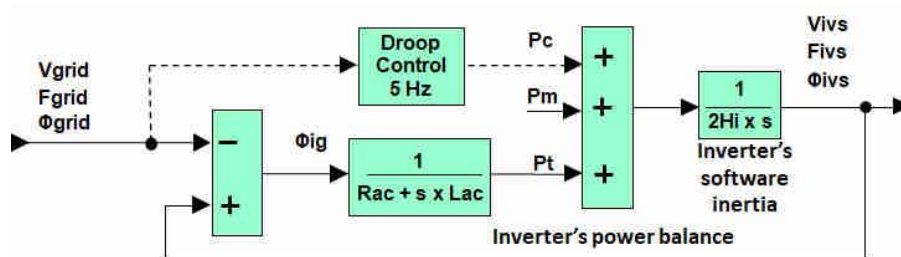 Vgrid
Fgrid
Φgrid
Droop
Control
5 Hz
Pc
Pm
Pt
+
+
+
−
+
Φig
1
Rac + s x Lac
1
2Hi x s
Inverter's
software
inertia
Vivs
Fivs
Φivs
Inverter's power balance